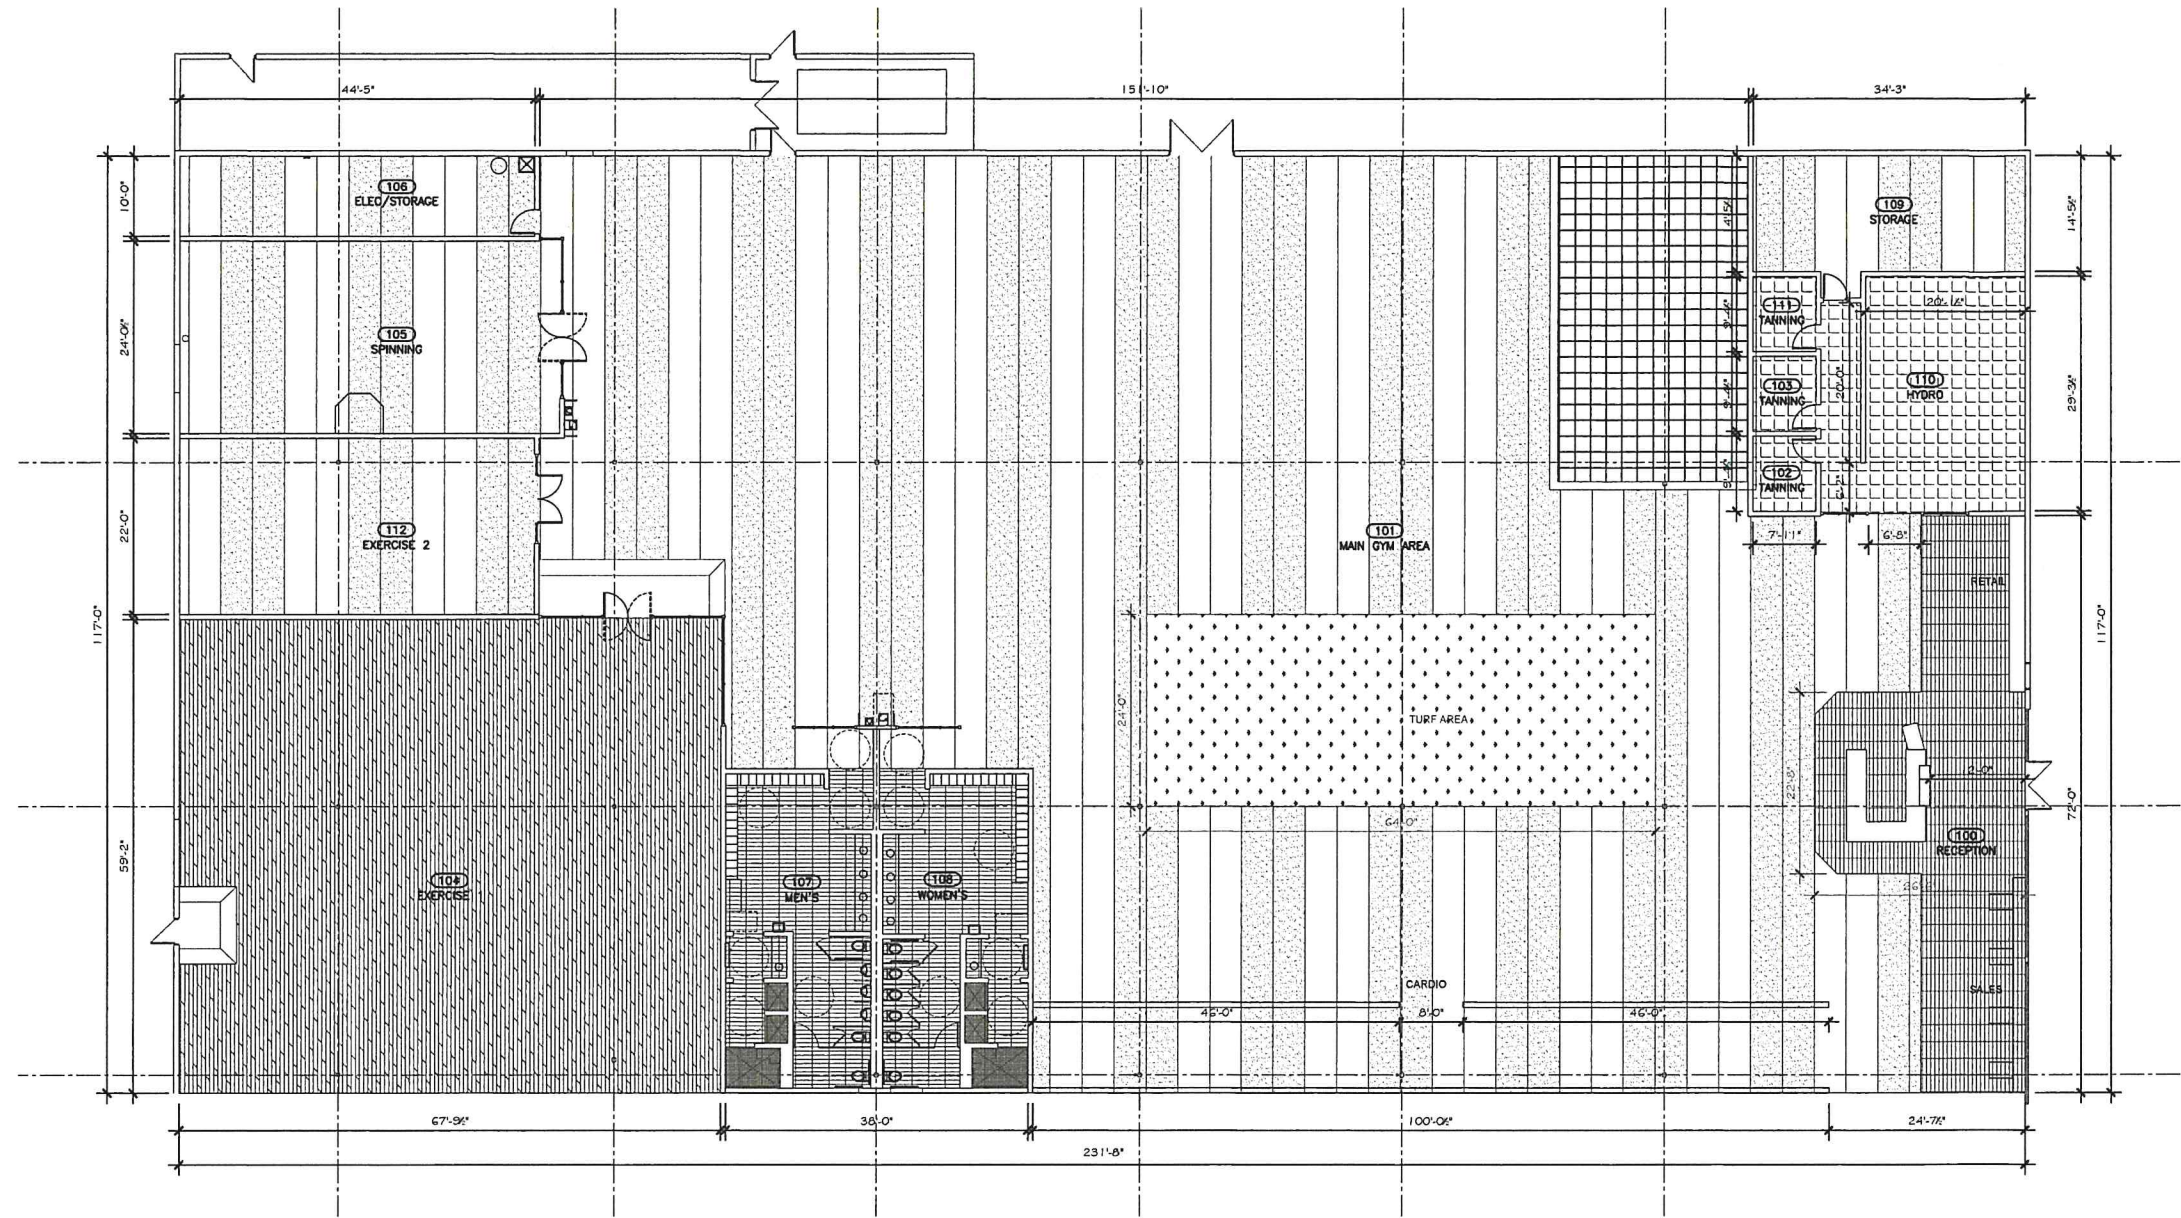 44'-5"
151'-10"
34'-3"
10'-0"
106
ELEC/STORAGE
109
STORAGE
14'-5½"
24'-0½"
105
SPINNING
111
TANNING
20'-1½"
103
TANNING
20'-0"
110
HYDRO
29'-3½"
102
TANNING
22'-0"
112
EXERCISE 2
101
MAIN GYM AREA
7'-11"
6'-8"
RETAIL
117'-0"
117'-0"
24'-0"
TURF AREA
22'-8"
72'-0"
64'-0"
100
RECEPTION
59'-2"
104
EXERCISE 1
107
MEN'S
108
WOMEN'S
CARDIO
SALES
46'-0"
8'-0"
46'-0"
67'-9½"
38'-0"
100'-0½"
24'-7½"
231'-8"